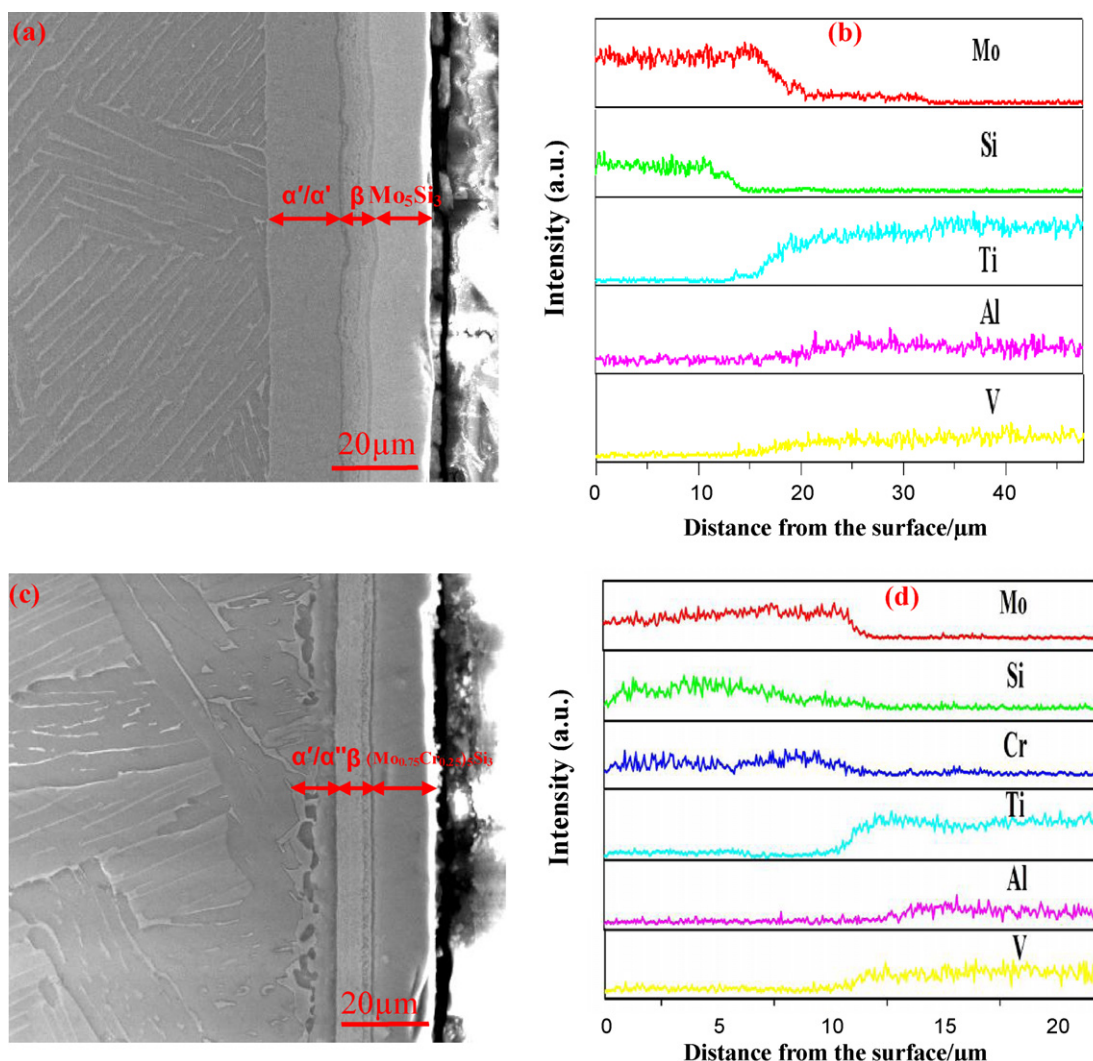 (a)
α′/α′ β Mo₅Si₃
20μm
(b)
Mo
Si
Ti
Al
V
Intensity (a.u.)
0 10 20 30 40
Distance from the surface/μm
(c)
α′/α″ β (Mo₀.₇₅Cr₀.₂₅)₅Si₃
20μm
(d)
Mo
Si
Cr
Ti
Al
V
Intensity (a.u.)
0 5 10 15 20
Distance from the surface/μm